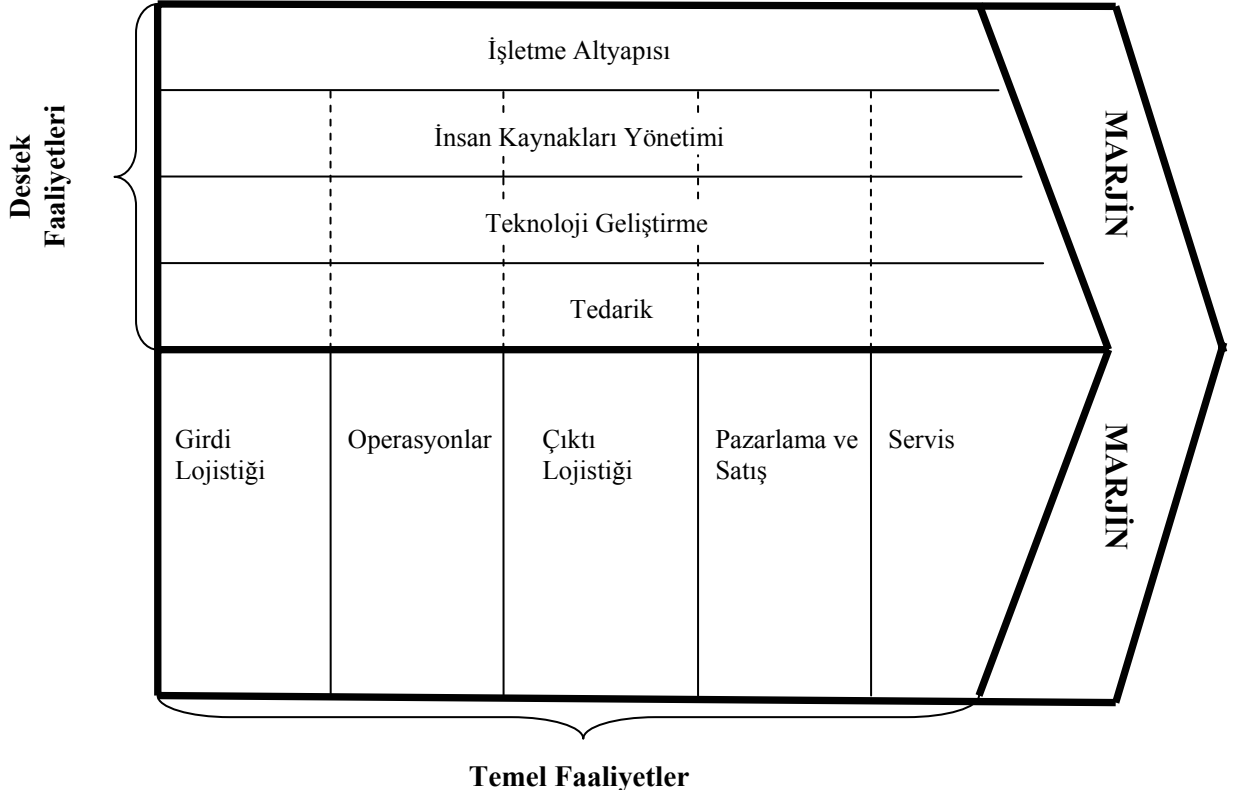 Destek
Faaliyetleri
İşletme Altyapısı
İnsan Kaynakları Yönetimi
Teknoloji Geliştirme
Tedarik
MARJİN
Girdi
Lojistiği
Operasyonlar
Çıktı
Lojistiği
Pazarlama ve
Satış
Servis
MARJİN
Temel Faaliyetler